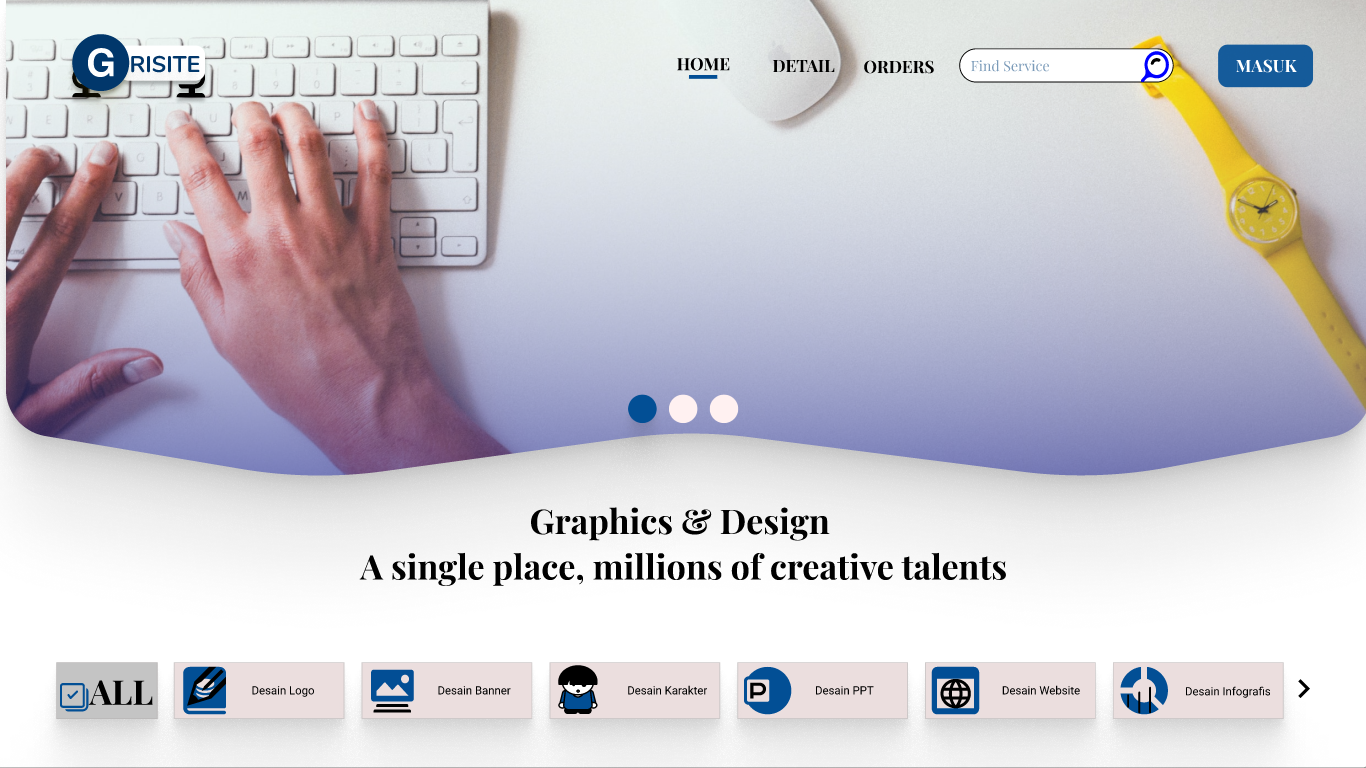 GRISITE
HOME
DETAIL
ORDERS
Find Service
MASUK
Graphics & Design
A single place, millions of creative talents
ALL
Desain Logo
Desain Banner
Desain Karakter
P
Desain PPT
Desain Website
Desain Infografis